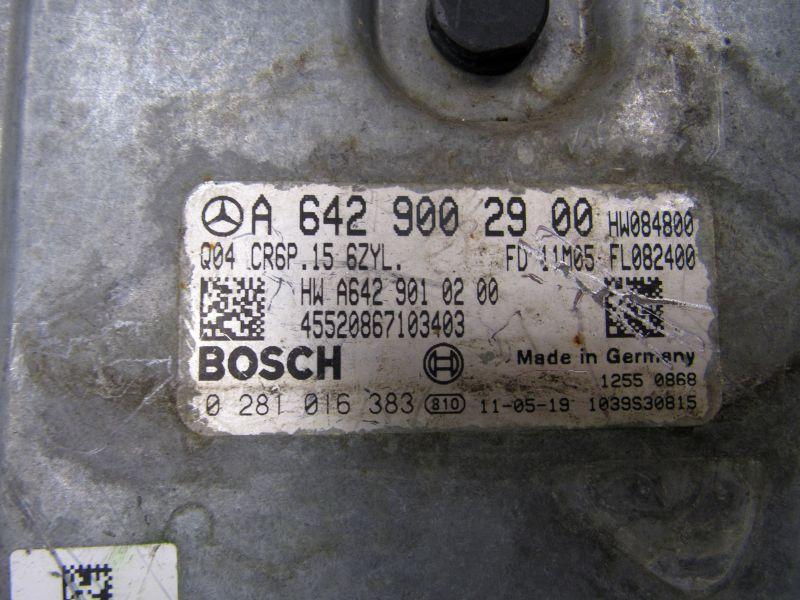 A 642 900 29 00 HW084800
Q04 CR6P.15 6ZYL. FD 11M05 FL082400
HW A642 901 02 00
45520867103403
BOSCH Made in Germany
1255 0868
0 281 016 383 810 11-05-19 1039S30815